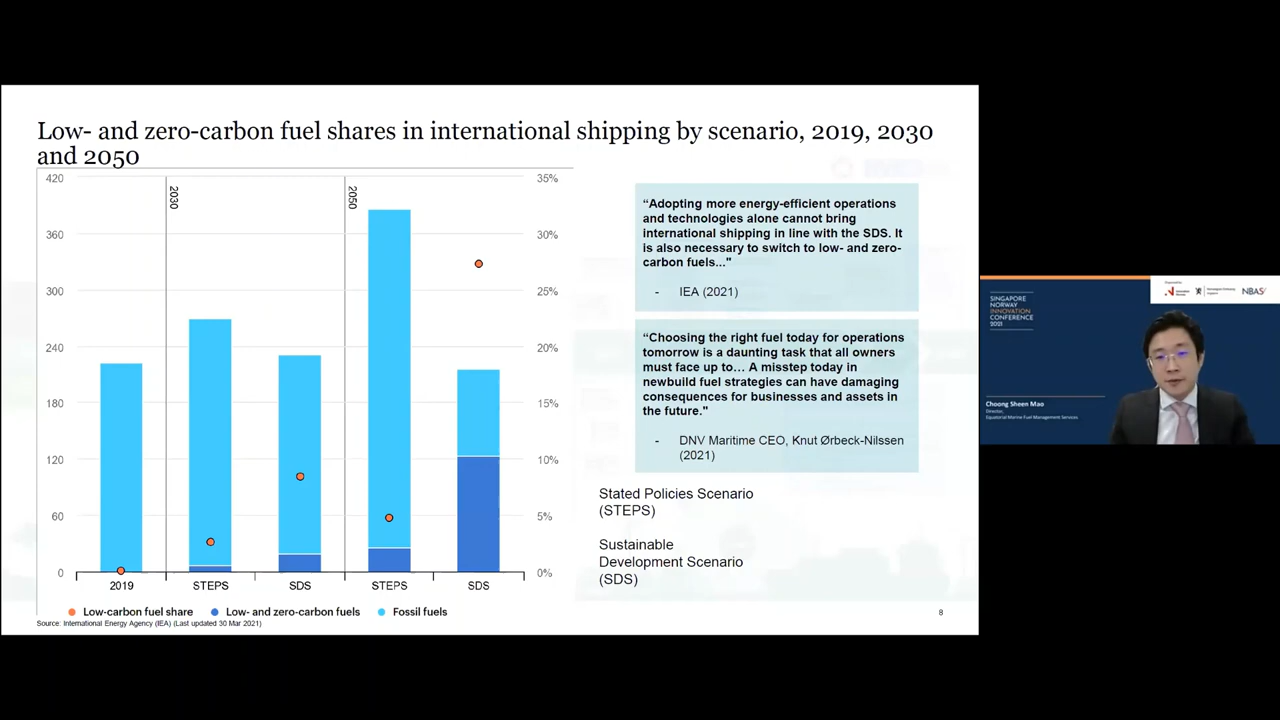 Low- and zero-carbon fuel shares in international shipping by scenario, 2019, 2030
and 2050
420
360
300
240
180
120
60
0
2030
2050
35%
30%
25%
20%
15%
10%
5%
0%
2019
STEPS
SDS
STEPS
SDS
Low-carbon fuel share
Low- and zero-carbon fuels
Fossil fuels
Source: International Energy Agency (IEA) (Last updated 30 Mar 2021)
“Adopting more energy-efficient operations
and technologies alone cannot bring
international shipping in line with the SDS. It
is also necessary to switch to low- and zero-
carbon fuels..."
- IEA (2021)
“Choosing the right fuel today for operations
tomorrow is a daunting task that all owners
must face up to… A misstep today in
newbuild fuel strategies can have damaging
consequences for businesses and assets in
the future."
- DNV Maritime CEO, Knut Ørbeck-Nilssen
(2021)
Stated Policies Scenario
(STEPS)
Sustainable
Development Scenario
(SDS)
8
SINGAPORE
NORWAY
INNOVATION
CONFERENCE
2021
NBAS
Choong Sheen Mao
Director,
Equatorial Marine Fuel Management Services